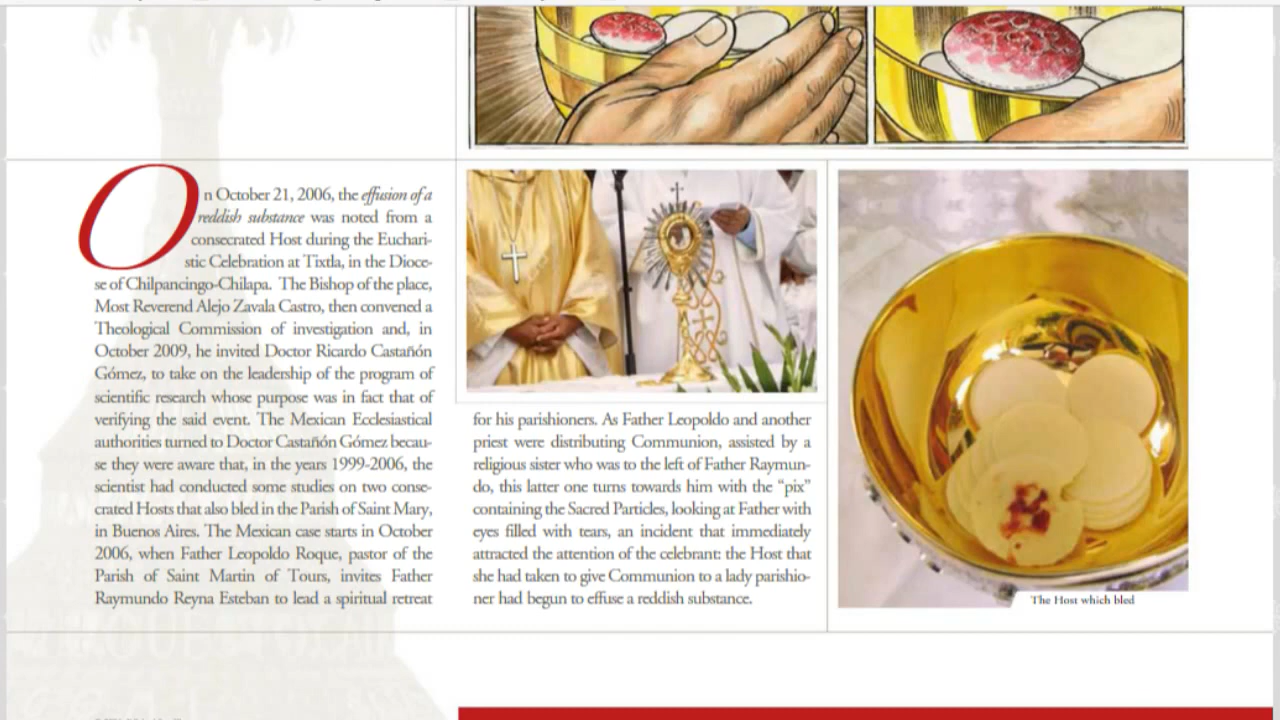 On October 21, 2006, the effusion of a
reddish substance was noted from a
consecrated Host during the Euchari-
stic Celebration at Tixtla, in the Dioce-
se of Chilpancingo-Chilapa. The Bishop of the place,
Most Reverend Alejo Zavala Castro, then convened a
Theological Commission of investigation and, in
October 2009, he invited Doctor Ricardo Castañón
Gómez, to take on the leadership of the program of
scientific research whose purpose was in fact that of
verifying the said event. The Mexican Ecclesiastical
authorities turned to Doctor Castañón Gómez becau-
se they were aware that, in the years 1999-2006, the
scientist had conducted some studies on two conse-
crated Hosts that also bled in the Parish of Saint Mary,
in Buenos Aires. The Mexican case starts in October
2006, when Father Leopoldo Roque, pastor of the
Parish of Saint Martin of Tours, invites Father
Raymundo Reyna Esteban to lead a spiritual retreat
for his parishioners. As Father Leopoldo and another
priest were distributing Communion, assisted by a
religious sister who was to the left of Father Raymun-
do, this latter one turns towards him with the “pix”
containing the Sacred Particles, looking at Father with
eyes filled with tears, an incident that immediately
attracted the attention of the celebrant: the Host that
she had taken to give Communion to a lady parishio-
ner had begun to effuse a reddish substance.
The Host which bled